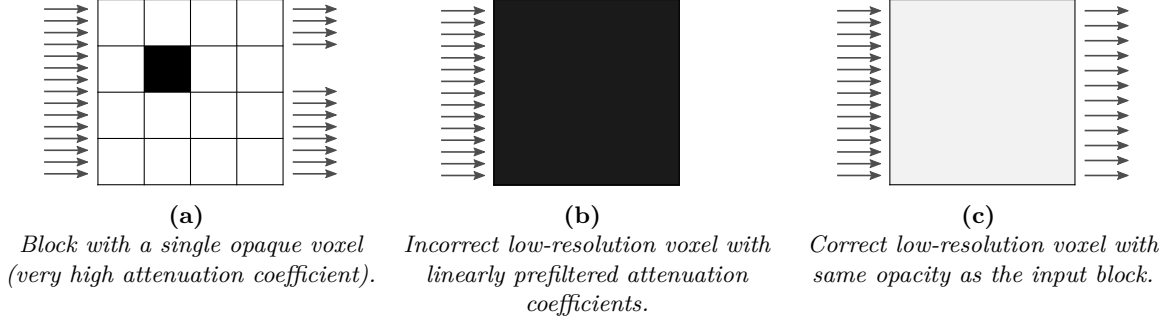 (a)
Block with a single opaque voxel
(very high attenuation coefficient).
(b)
Incorrect low-resolution voxel with
linearly prefiltered attenuation
coefficients.
(c)
Correct low-resolution voxel with
same opacity as the input block.